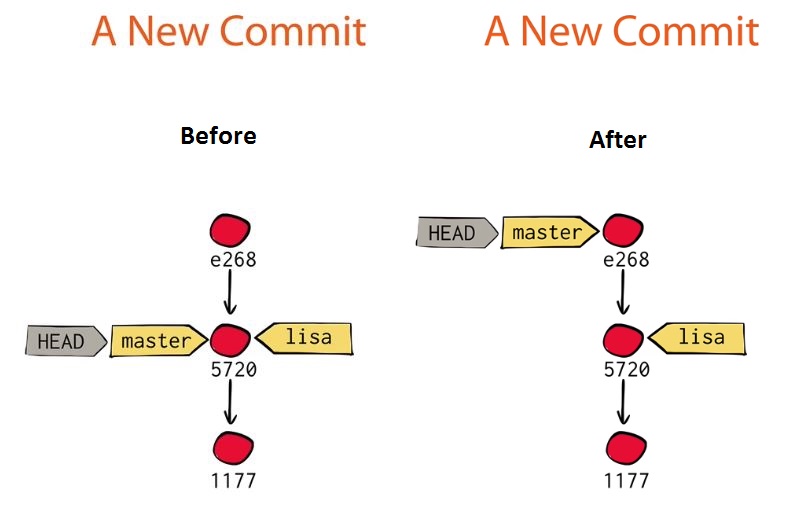 A New Commit
Before
e268
HEAD master lisa
5720
1177
A New Commit
After
HEAD master
e268
lisa
5720
1177